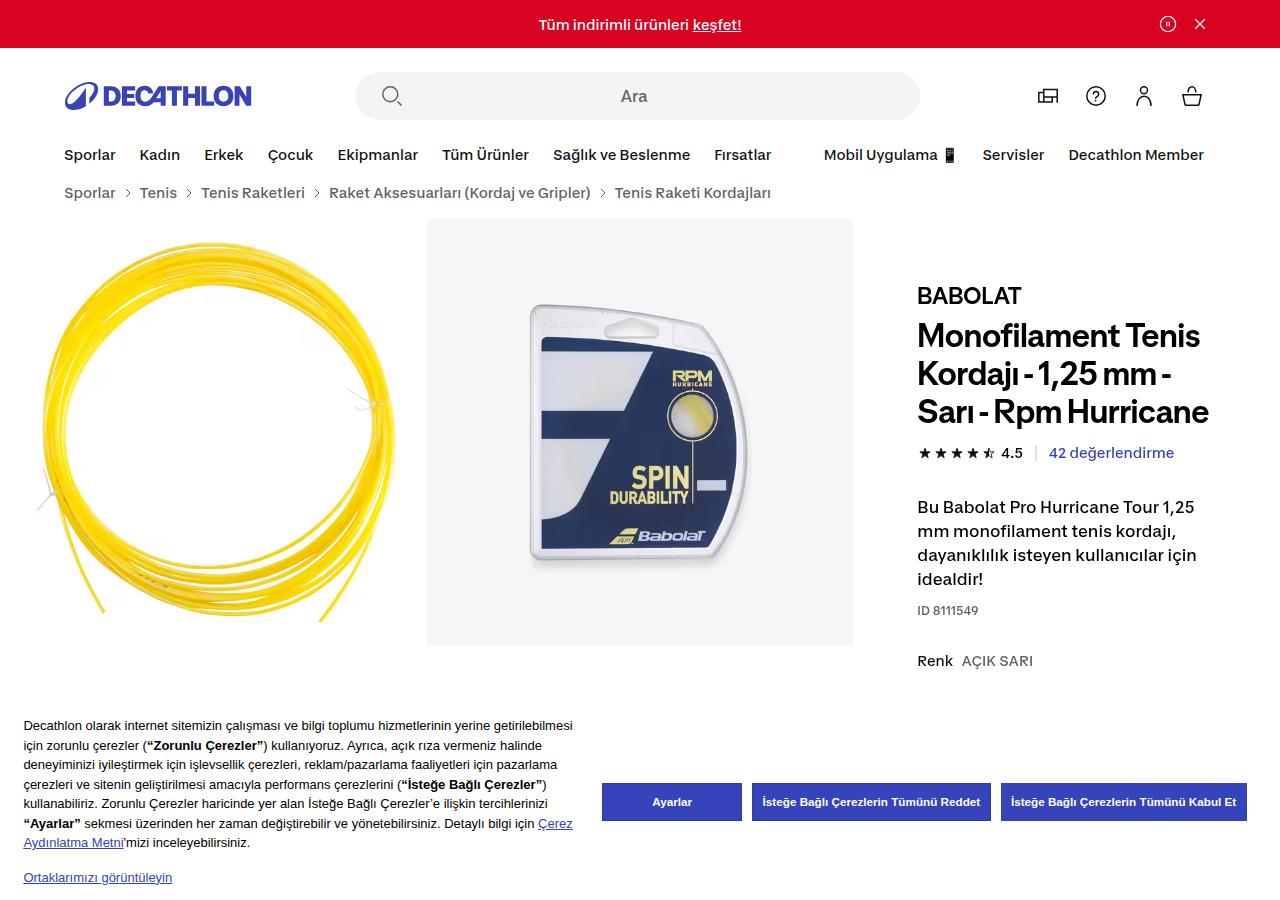 Tüm indirimli ürünleri keşfet!
DECATHLON
Ara
Sporlar Kadın Erkek Çocuk Ekipmanlar Tüm Ürünler Sağlık ve Beslenme Fırsatlar Mobil Uygulama Servisler Decathlon Member
Sporlar Tenis Tenis Raketleri Raket Aksesuarları (Kordaj ve Gripler) Tenis Raketi Kordajları
RPM
HURRICANE
SPIN
DURABILITY
Babolat
BABOLAT
Monofilament Tenis
Kordajı - 1,25 mm -
Sarı - Rpm Hurricane
4.5 42 değerlendirme
Bu Babolat Pro Hurricane Tour 1,25
mm monofilament tenis kordajı,
dayanıklılık isteyen kullanıcılar için
idealdir!
ID 8111549
Renk AÇIK SARI
Decathlon olarak internet sitemizin çalışması ve bilgi toplumu hizmetlerinin yerine getirilebilmesi
için zorunlu çerezler (“Zorunlu Çerezler”) kullanıyoruz. Ayrıca, açık rıza vermeniz halinde
deneyiminizi iyileştirmek için işlevsellik çerezleri, reklam/pazarlama faaliyetleri için pazarlama
çerezleri ve sitenin geliştirilmesi amacıyla performans çerezlerini (“İsteğe Bağlı Çerezler”)
kullanabiliriz. Zorunlu Çerezler haricinde yer alan İsteğe Bağlı Çerezler’e ilişkin tercihlerinizi
“Ayarlar” sekmesi üzerinden her zaman değiştirebilir ve yönetebilirsiniz. Detaylı bilgi için Çerez
Aydınlatma Metni'mizi inceleyebilirsiniz.
Ortaklarımızı görüntüleyin
Ayarlar
İsteğe Bağlı Çerezlerin Tümünü Reddet
İsteğe Bağlı Çerezlerin Tümünü Kabul Et